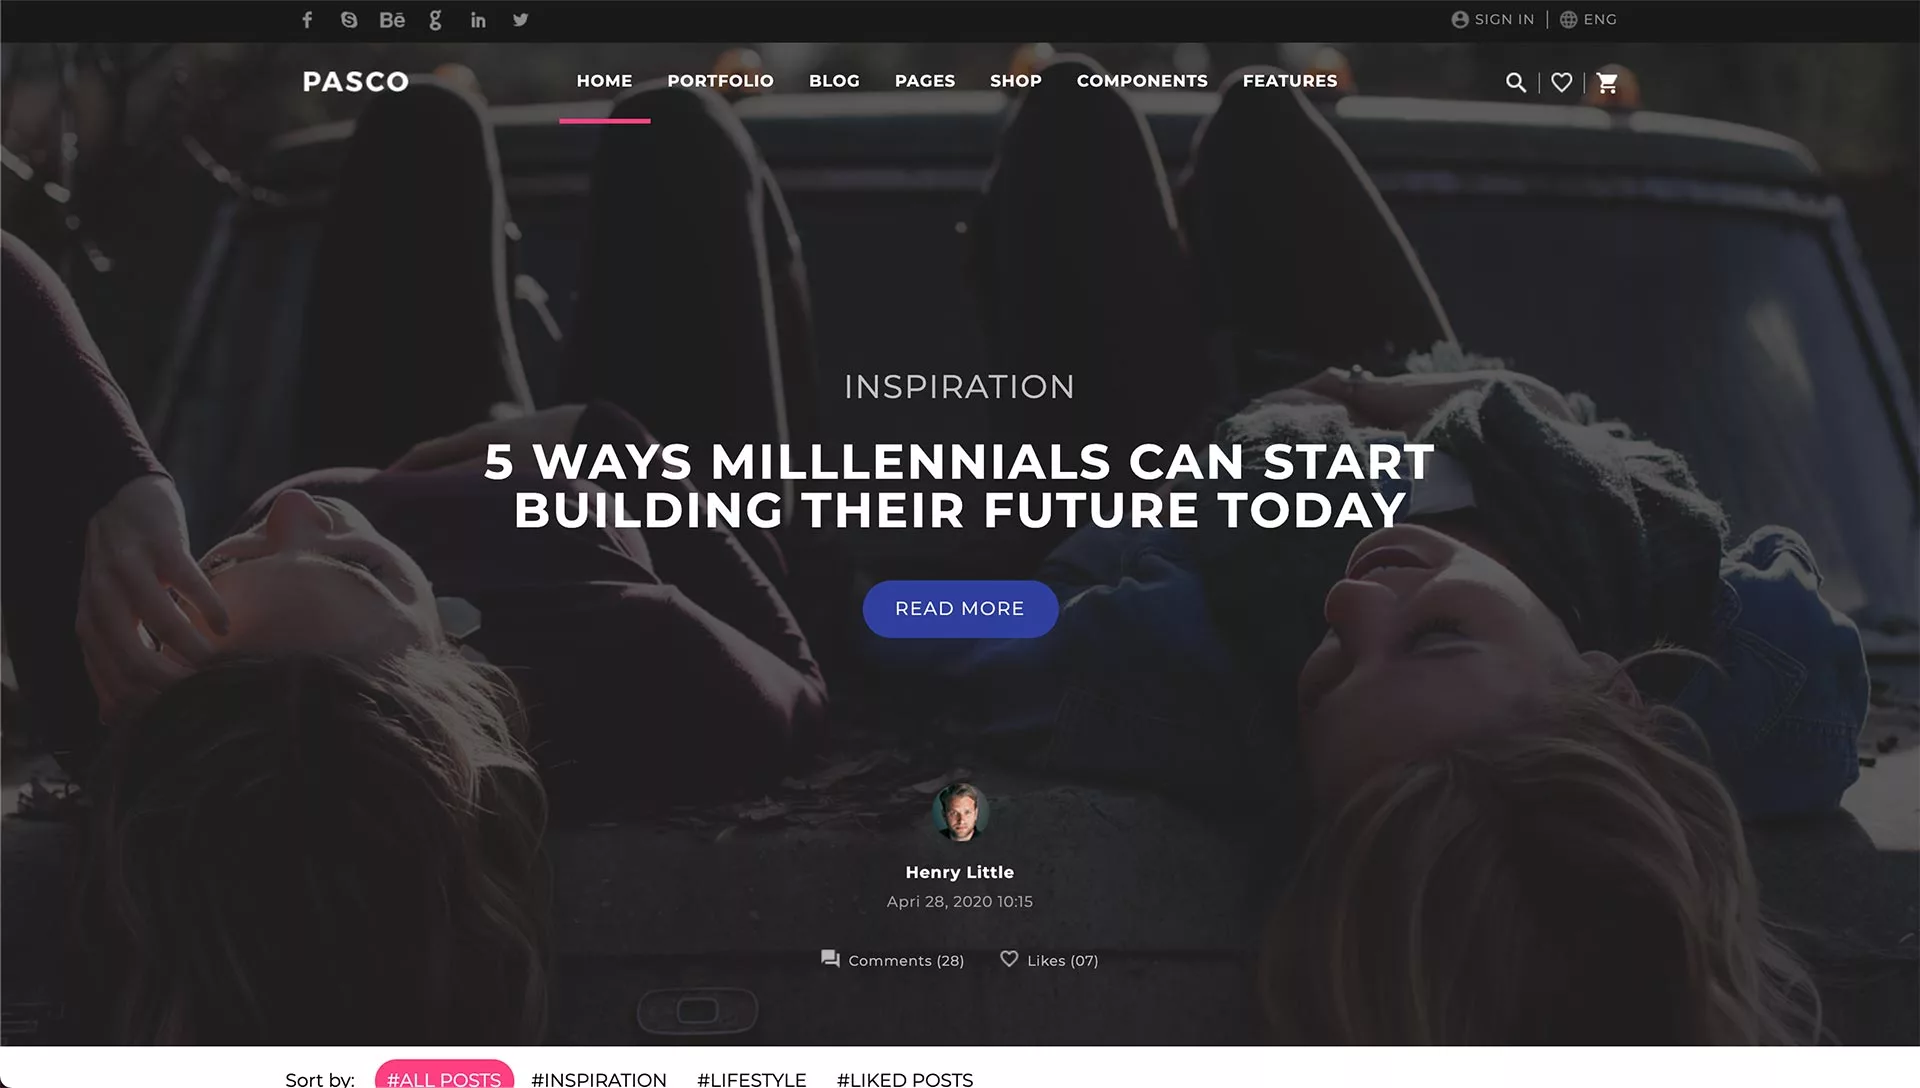 SIGN IN | ENG
PASCO HOME PORTFOLIO BLOG PAGES SHOP COMPONENTS FEATURES
INSPIRATION
5 WAYS MILLLENNIALS CAN START
BUILDING THEIR FUTURE TODAY
READ MORE
Henry Little
Apri 28, 2020 10:15
Comments (28) Likes (07)
Sort by: #ALL POSTS #INSPIRATION #LIFESTYLE #LIKED POSTS